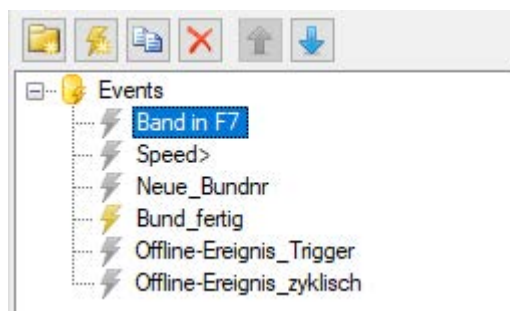 Events
Band in F7
Speed>
Neue_Bundnr
Bund_fertig
Offline-Ereignis_Trigger
Offline-Ereignis_zyklisch